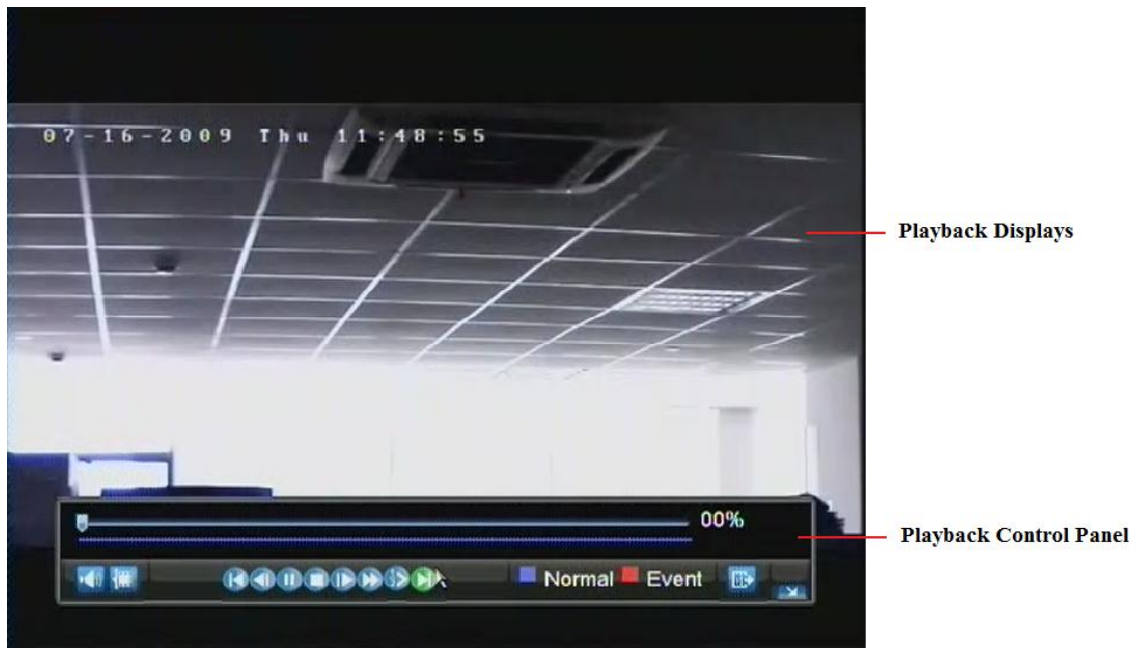 07-16-2009 Thu 11:48:55
Playback Displays
00%
Playback Control Panel
Normal Event